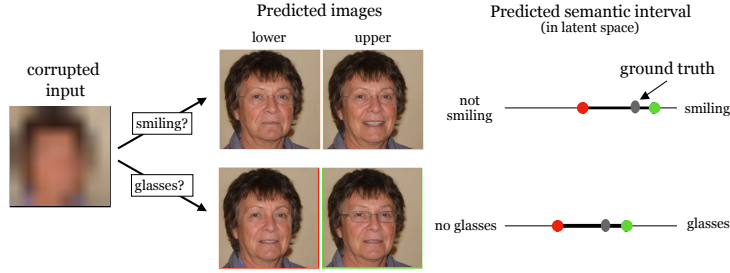 Predicted images
Predicted semantic interval
(in latent space)
lower
upper
corrupted
input
ground truth
smiling?
not
smiling
smiling
glasses?
no glasses
glasses